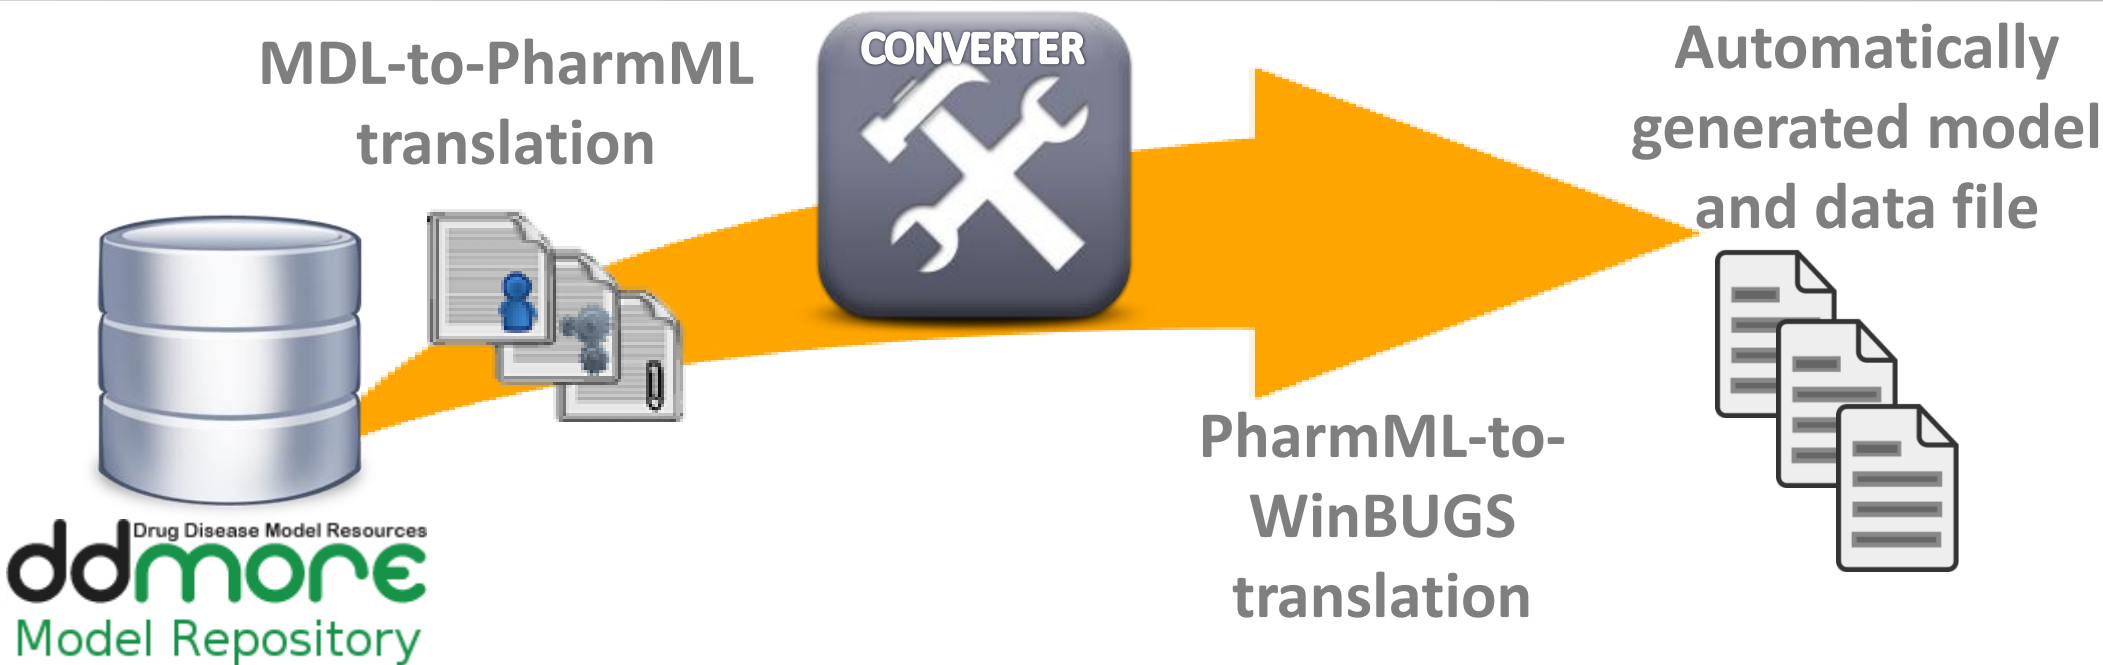 MDL-to-PharmML
translation
CONVERTER
Automatically
generated model
and data file
PharmML-to-
WinBUGS
translation
Drug Disease Model Resources
ddmore
Model Repository